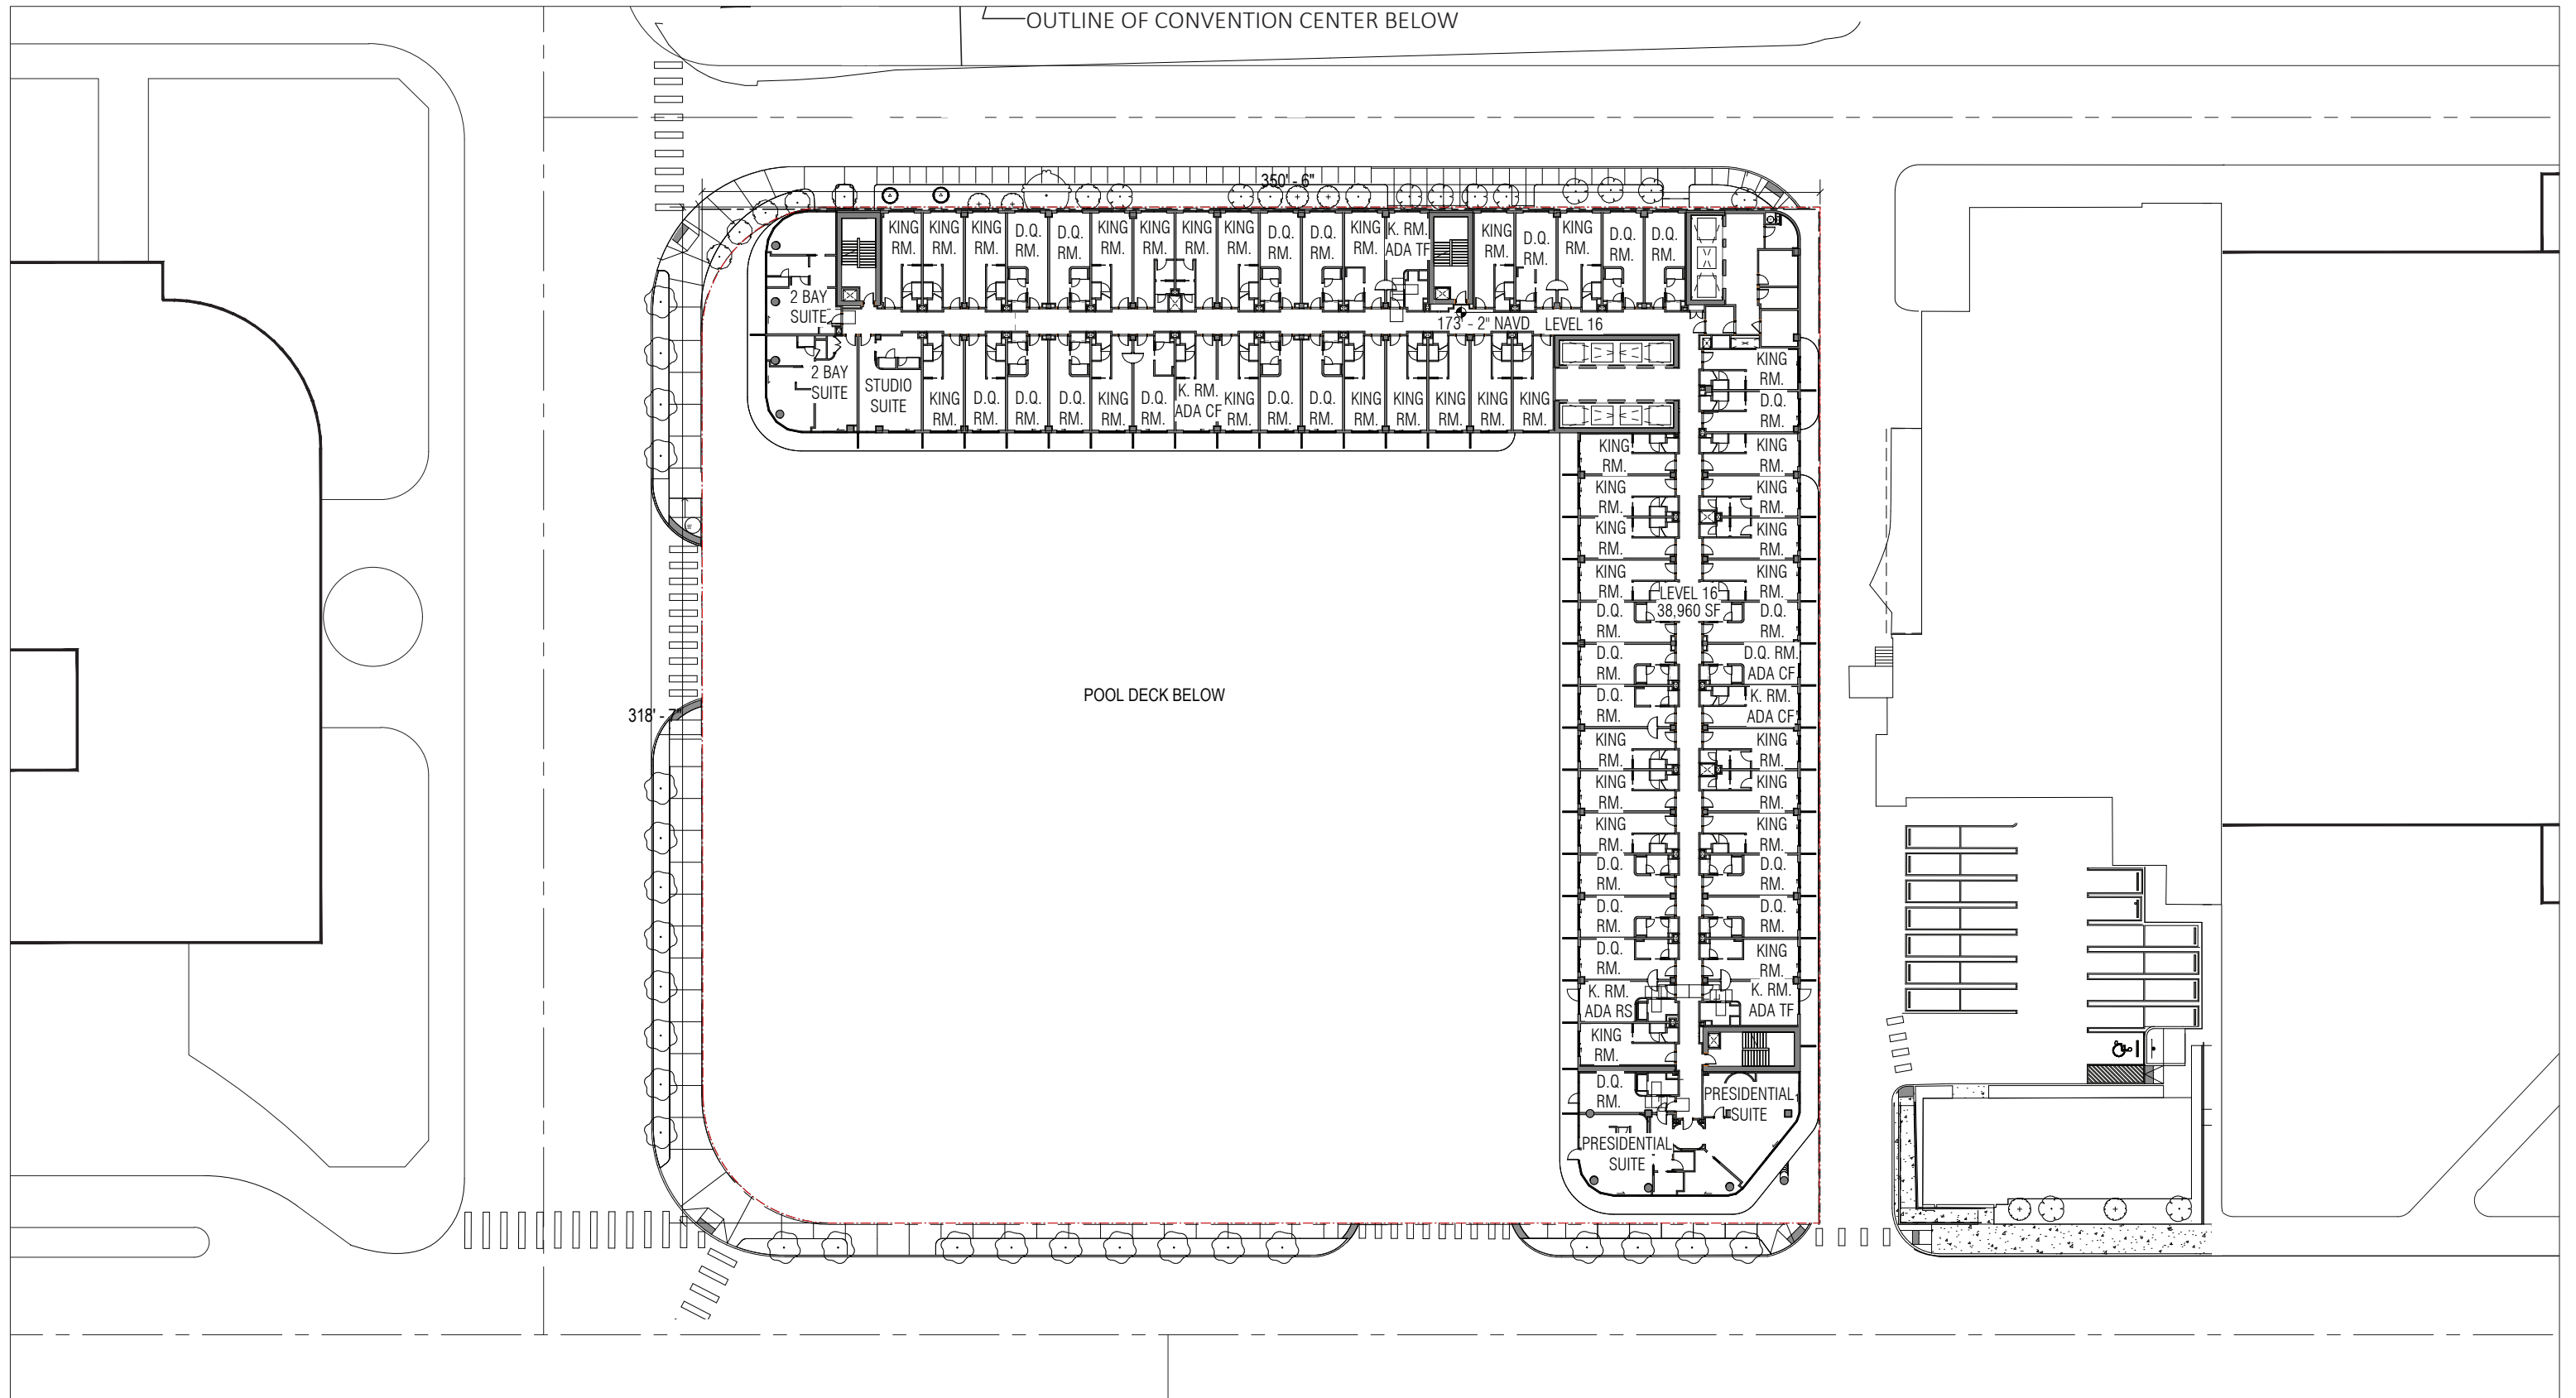 OUTLINE OF CONVENTION CENTER BELOW
350' - 6"
KING
RM.
KING
RM.
KING
RM.
D.Q.
RM.
D.Q.
RM.
KING
RM.
KING
RM.
KING
RM.
KING
RM.
D.Q.
RM.
D.Q.
RM.
KING
RM.
K. RM.
ADA TF
KING
RM.
D.Q.
RM.
KING
RM.
D.Q.
RM.
D.Q.
RM.
2 BAY
SUITE
173' - 2" NAVD
LEVEL 16
2 BAY
SUITE
STUDIO
SUITE
KING
RM.
D.Q.
RM.
D.Q.
RM.
D.Q.
RM.
KING
RM.
D.Q.
RM.
K. RM.
ADA CF
KING
RM.
D.Q.
RM.
D.Q.
RM.
KING
RM.
KING
RM.
KING
RM.
KING
RM.
KING
RM.
KING
RM.
D.Q.
RM.
KING
RM.
KING
RM.
KING
RM.
KING
RM.
KING
RM.
KING
RM.
KING
RM.
KING
RM.
LEVEL 16
38,960 SF
D.Q.
RM.
D.Q.
RM.
D.Q.
RM.
D.Q. RM.
ADA CF
D.Q.
RM.
K. RM.
ADA CF
POOL DECK BELOW
318' - 7"
KING
RM.
KING
RM.
KING
RM.
KING
RM.
KING
RM.
KING
RM.
D.Q.
RM.
D.Q.
RM.
D.Q.
RM.
D.Q.
RM.
D.Q.
RM.
KING
RM.
K. RM.
ADA RS
K. RM.
ADA TF
KING
RM.
D.Q.
RM.
PRESIDENTIAL
SUITE
PRESIDENTIAL
SUITE